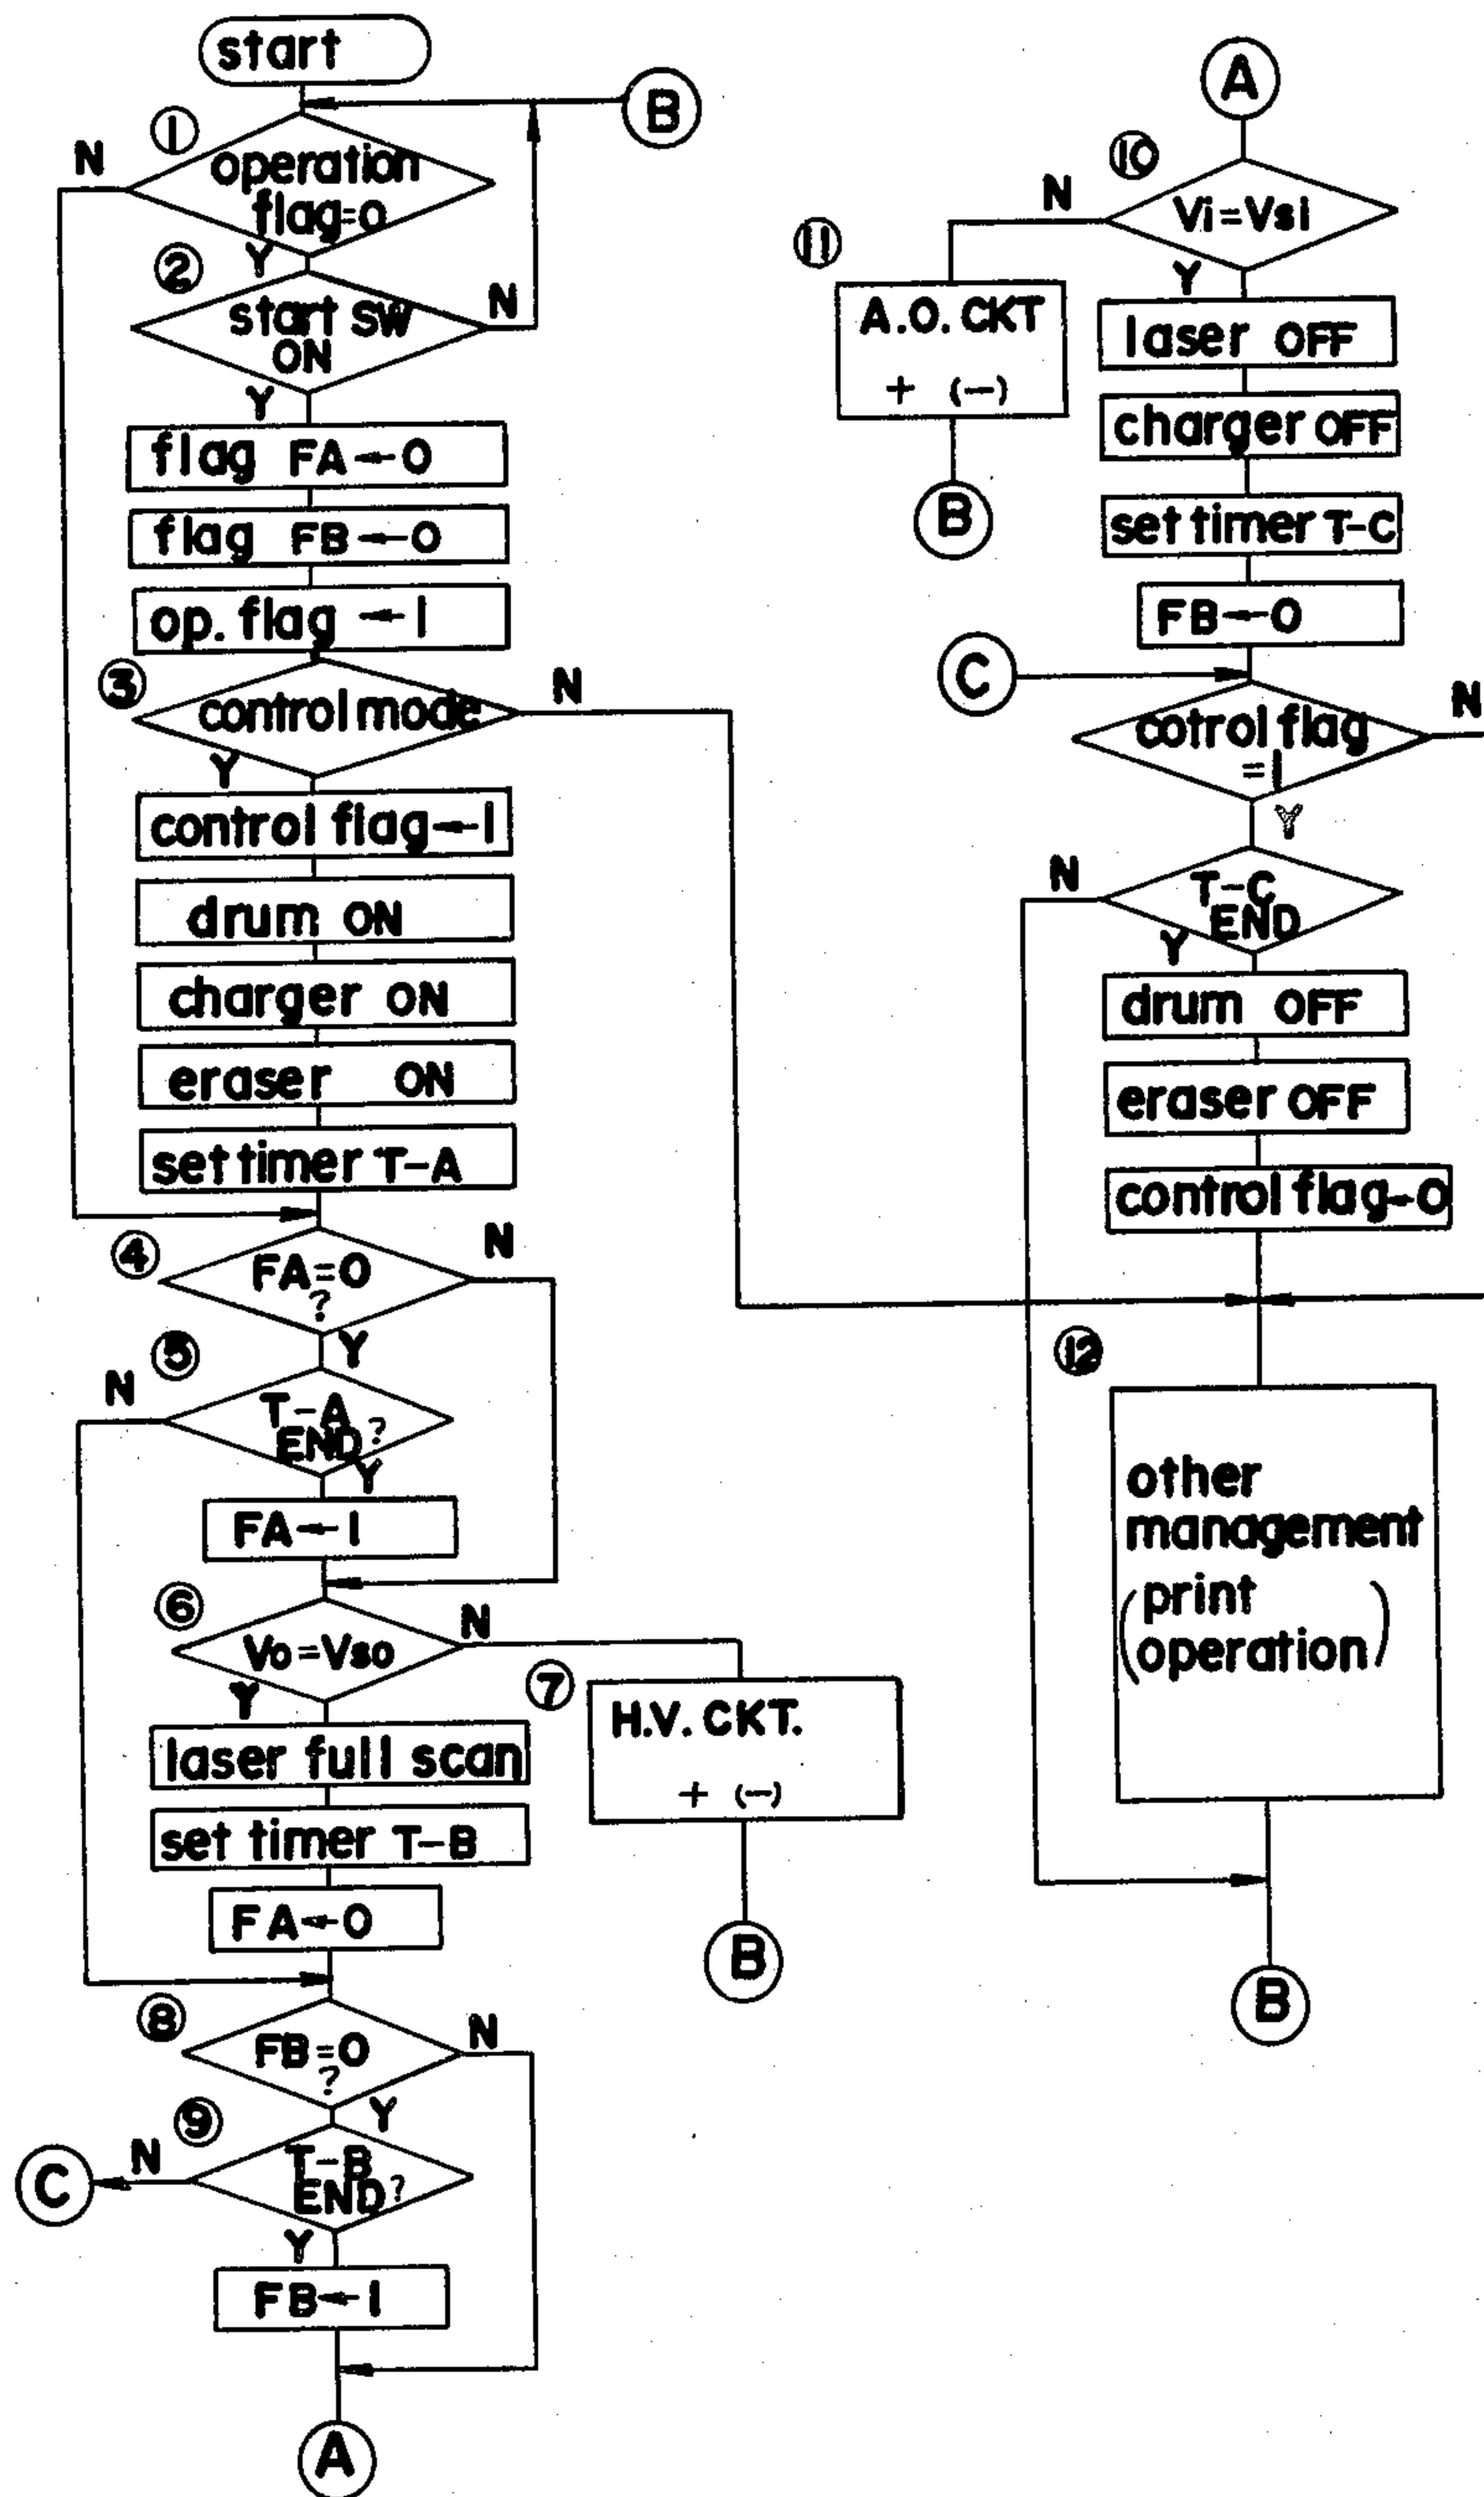 start
B
①
N
operation
flag=0
Y
②
start SW
ON
N
Y
flag FA←0
flag FB←0
op. flag ←1
③
control mode
N
Y
control flag←1
drum ON
charger ON
eraser ON
set timer T-A
④
FA=0
?
N
Y
⑤
N
T-A
END?
Y
FA←1
⑥
Vo=Vso
N
Y
⑦
H.V. CKT.
+ (-)
B
laser full scan
set timer T-B
FA←0
⑧
FB=0
?
N
Y
⑨
T-B
END?
N
C
Y
FB←1
A
A
⑩
N
Vi=Vsi
Y
⑪
A.O. CKT
+ (-)
B
laser OFF
charger OFF
set timer T-C
FB←0
C
cotrol flag
=1
N
Y
N
T-C
END
Y
drum OFF
eraser OFF
control flag←0
⑫
other
management
(print
operation)
B